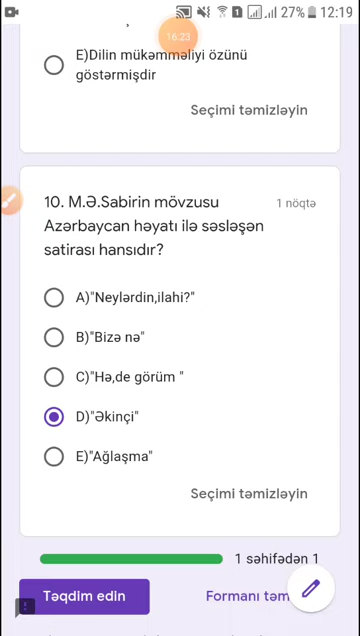 27% 12:19
16:23
E)Dilin mükəmməliyi özünü
göstərmişdir
Seçimi təmizləyin
10. M.Ə.Sabirin mövzusu
1 nöqtə
Azərbaycan həyatı ilə səsləşən
satirası hansıdır?
A)"Neylərdin,ilahi?"
B)"Bizə nə"
C)"Hə,de görüm "
D)"Əkinçi"
E)"Ağlaşma"
Seçimi təmizləyin
1 səhifədən 1
Təqdim edin
Formanı təm